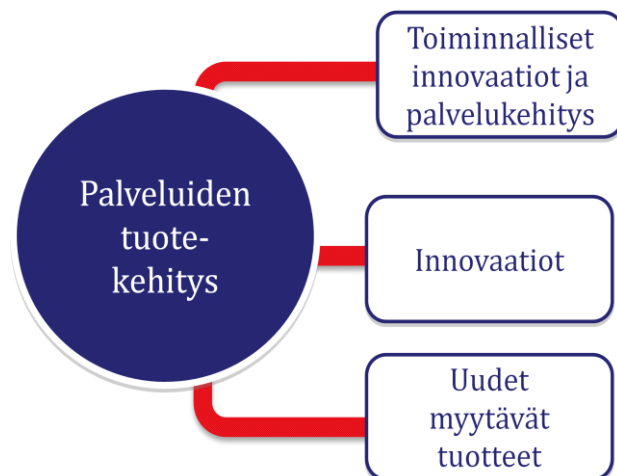 Toiminnalliset
innovaatiot ja
palvelukehitys
Palveluiden
tuote-
kehitys
Innovaatiot
Uudet
myytävät
tuotteet